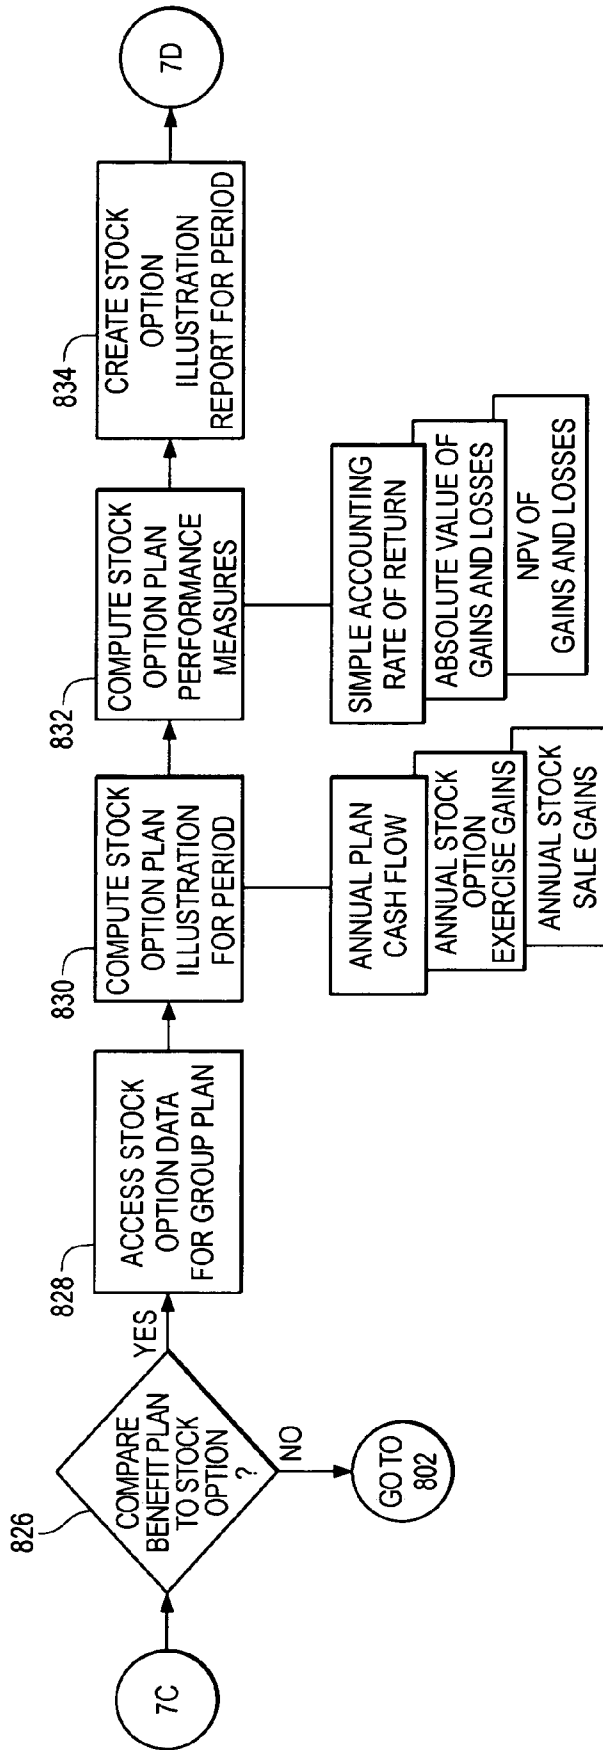 7C
826
COMPARE
BENEFIT PLAN
TO STOCK
OPTION
?
YES
NO
GO TO
802
828
ACCESS STOCK
OPTION DATA
FOR GROUP PLAN
830
COMPUTE STOCK
OPTION PLAN
ILLUSTRATION
FOR PERIOD
ANNUAL PLAN
CASH FLOW
ANNUAL STOCK
OPTION
EXERCISE GAINS
ANNUAL STOCK
SALE GAINS
832
COMPUTE STOCK
OPTION PLAN
PERFORMANCE
MEASURES
SIMPLE ACCOUNTING
RATE OF RETURN
ABSOLUTE VALUE OF
GAINS AND LOSSES
NPV OF
GAINS AND LOSSES
834
CREATE STOCK
OPTION
ILLUSTRATION
REPORT FOR PERIOD
7D